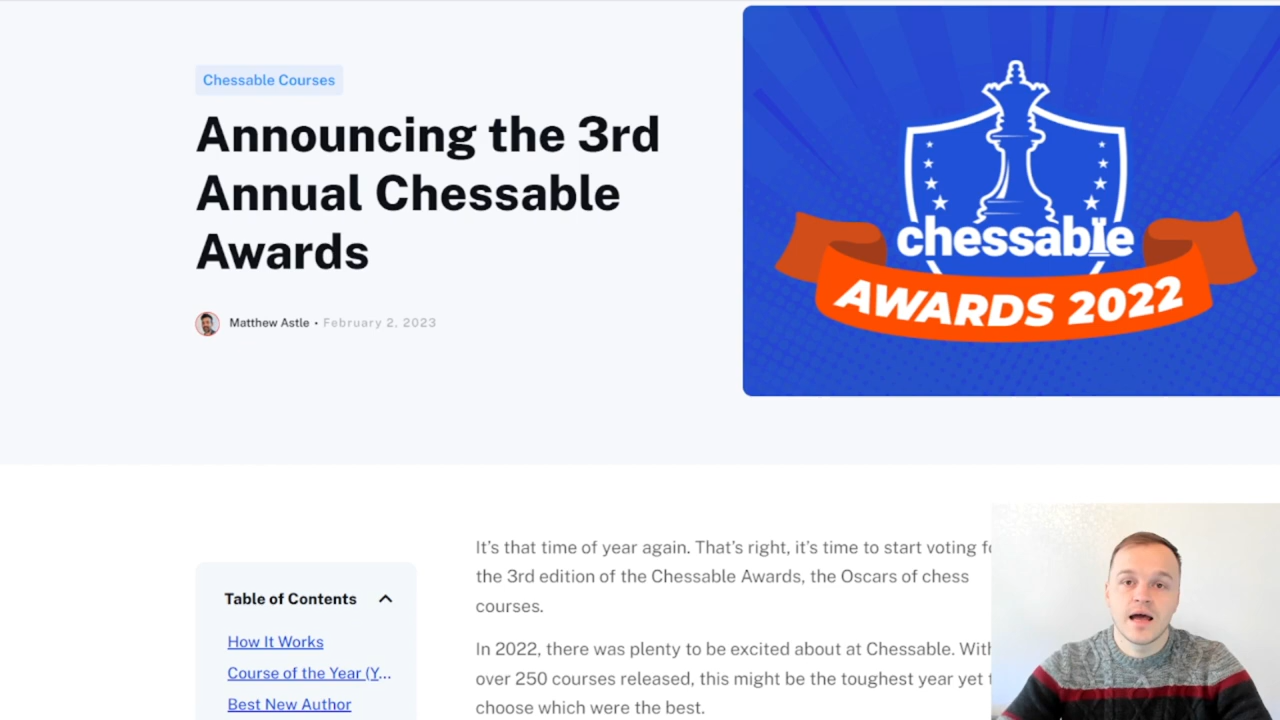 Chessable Courses
Announcing the 3rd
Annual Chessable
Awards
Matthew Astle • February 2, 2023
chessable
AWARDS 2022
It’s that time of year again. That’s right, it’s time to start voting
the 3rd edition of the Chessable Awards, the Oscars of chess
courses.
In 2022, there was plenty to be excited about at Chessable. With
over 250 courses released, this might be the toughest year yet
choose which were the best.
Table of Contents
How It Works
Course of the Year (Y...
Best New Author